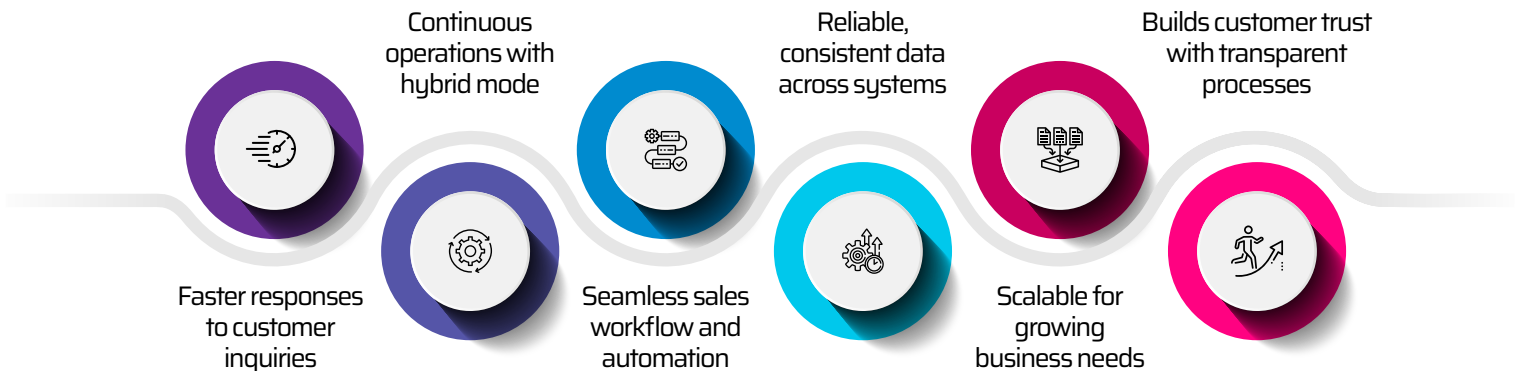 Faster responses
to customer
inquiries
Continuous
operations with
hybrid mode
Seamless sales
workflow and
automation
Reliable,
consistent data
across systems
Scalable for
growing
business needs
Builds customer trust
with transparent
processes